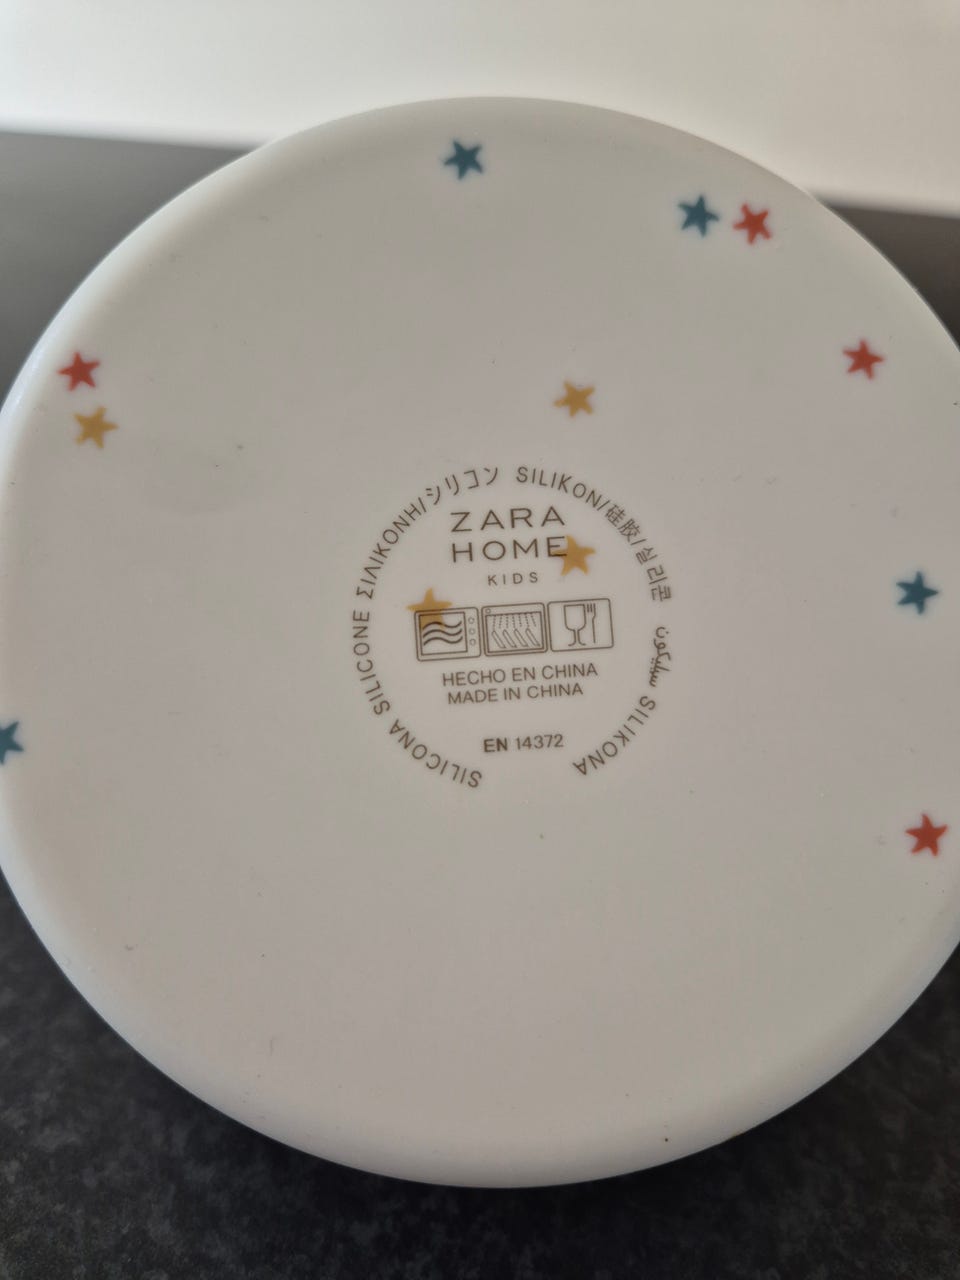 SILICONA SILICONE ΣΙΛΙΚΟΝΗ/シリコン SILIKON/硅胶/실리콘 سيليكون SILIKONA
ZARA
HOME
KIDS
HECHO EN CHINA
MADE IN CHINA
EN 14372